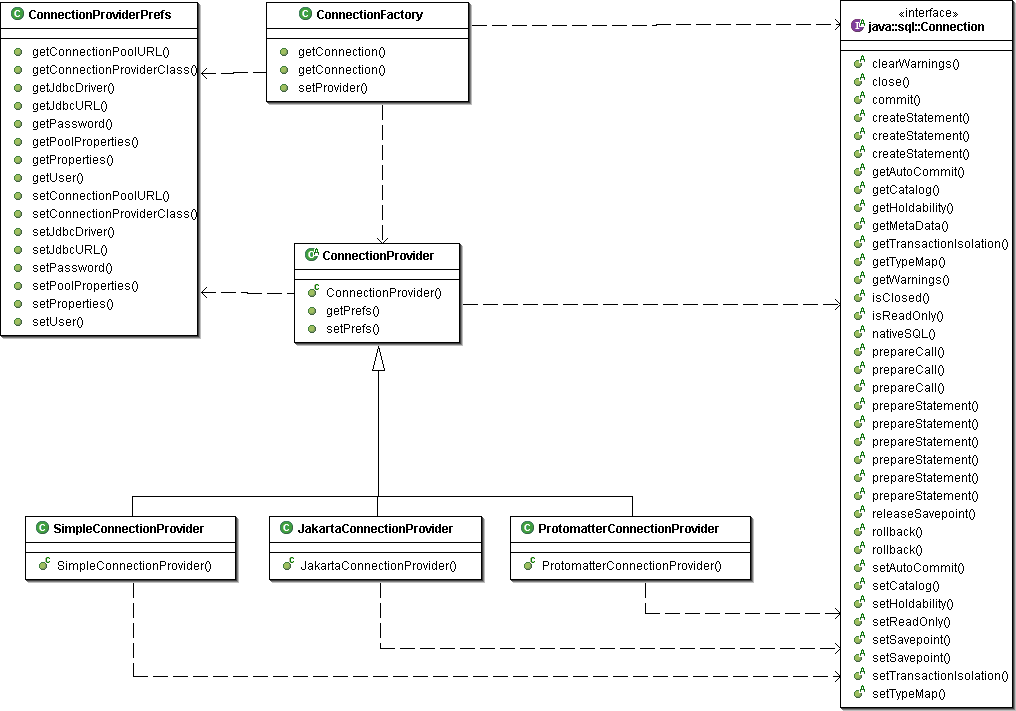 ConnectionProviderPrefs
getConnectionPoolURL()
getConnectionProviderClass()
getJdbcDriver()
getJdbcURL()
getPassword()
getPoolProperties()
getProperties()
getUser()
setConnectionPoolURL()
setConnectionProviderClass()
setJdbcDriver()
setJdbcURL()
setPassword()
setPoolProperties()
setProperties()
setUser()
ConnectionFactory
getConnection()
getConnection()
setProvider()
ConnectionProvider
ConnectionProvider()
getPrefs()
setPrefs()
SimpleConnectionProvider
SimpleConnectionProvider()
JakartaConnectionProvider
JakartaConnectionProvider()
ProtomatterConnectionProvider
ProtomatterConnectionProvider()
«interface»
java::sql::Connection
clearWarnings()
close()
commit()
createStatement()
createStatement()
createStatement()
getAutoCommit()
getCatalog()
getHoldability()
getMetaData()
getTransactionIsolation()
getTypeMap()
getWarnings()
isClosed()
isReadOnly()
nativeSQL()
prepareCall()
prepareCall()
prepareCall()
prepareStatement()
prepareStatement()
prepareStatement()
prepareStatement()
prepareStatement()
prepareStatement()
releaseSavepoint()
rollback()
rollback()
setAutoCommit()
setCatalog()
setHoldability()
setReadOnly()
setSavepoint()
setSavepoint()
setTransactionIsolation()
setTypeMap()